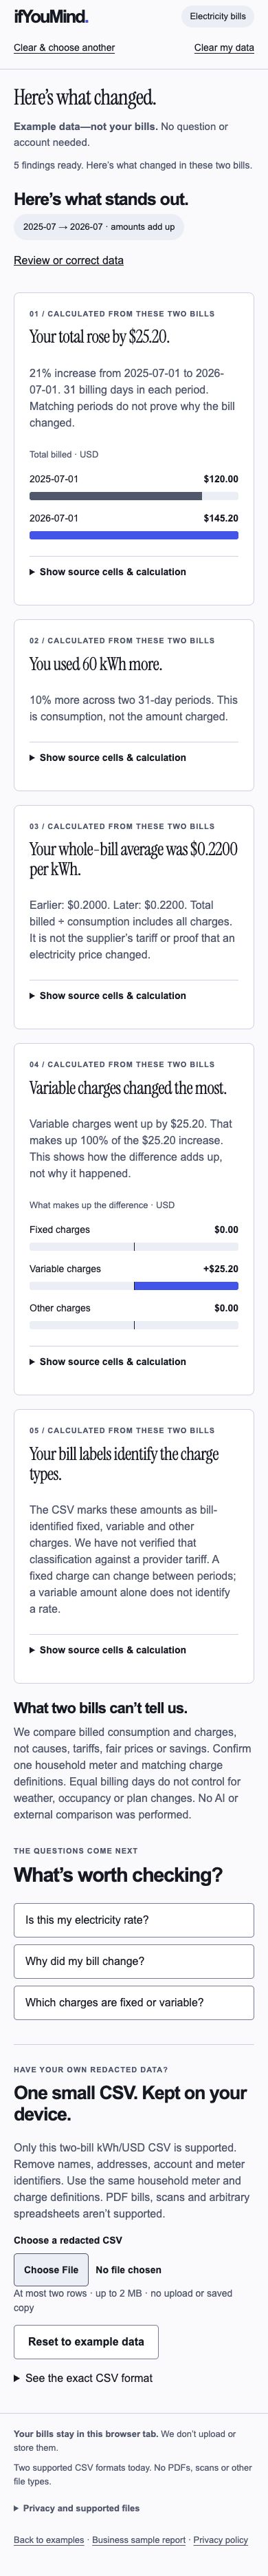 ifYouMind.
Electricity bills
Clear & choose another
Clear my data
Here’s what changed.
Example data—not your bills. No question or
account needed.
5 findings ready. Here’s what changed in these two bills.
Here’s what stands out.
2025-07 → 2026-07 · amounts add up
Review or correct data
01 / CALCULATED FROM THESE TWO BILLS
Your total rose by $25.20.
21% increase from 2025-07-01 to 2026-
07-01. 31 billing days in each period.
Matching periods do not prove why the bill
changed.
Total billed · USD
2025-07-01
$120.00
2026-07-01
$145.20
▶ Show source cells & calculation
02 / CALCULATED FROM THESE TWO BILLS
You used 60 kWh more.
10% more across two 31-day periods. This
is consumption, not the amount charged.
▶ Show source cells & calculation
03 / CALCULATED FROM THESE TWO BILLS
Your whole-bill average was $0.2200
per kWh.
Earlier: $0.2000. Later: $0.2200. Total
billed ÷ consumption includes all charges.
It is not the supplier’s tariff or proof that an
electricity price changed.
▶ Show source cells & calculation
04 / CALCULATED FROM THESE TWO BILLS
Variable charges changed the most.
Variable charges went up by $25.20. That
makes up 100% of the $25.20 increase.
This shows how the difference adds up,
not why it happened.
What makes up the difference · USD
Fixed charges
$0.00
Variable charges
+$25.20
Other charges
$0.00
▶ Show source cells & calculation
05 / CALCULATED FROM THESE TWO BILLS
Your bill labels identify the charge
types.
The CSV marks these amounts as bill-
identified fixed, variable and other
charges. We have not verified that
classification against a provider tariff. A
fixed charge can change between periods;
a variable amount alone does not identify
a rate.
▶ Show source cells & calculation
What two bills can’t tell us.
We compare billed consumption and charges,
not causes, tariffs, fair prices or savings. Confirm
one household meter and matching charge
definitions. Equal billing days do not control for
weather, occupancy or plan changes. No AI or
external comparison was performed.
THE QUESTIONS COME NEXT
What’s worth checking?
Is this my electricity rate?
Why did my bill change?
Which charges are fixed or variable?
HAVE YOUR OWN REDACTED DATA?
One small CSV. Kept on your
device.
Only this two-bill kWh/USD CSV is supported.
Remove names, addresses, account and meter
identifiers. Use the same household meter and
charge definitions. PDF bills, scans and arbitrary
spreadsheets aren’t supported.
Choose a redacted CSV
Choose File
No file chosen
At most two rows · up to 2 MB · no upload or saved
copy
Reset to example data
▶ See the exact CSV format
Your bills stay in this browser tab. We don’t upload or
store them.
Two supported CSV formats today. No PDFs, scans or other
file types.
▶ Privacy and supported files
Back to examples · Business sample report · Privacy policy